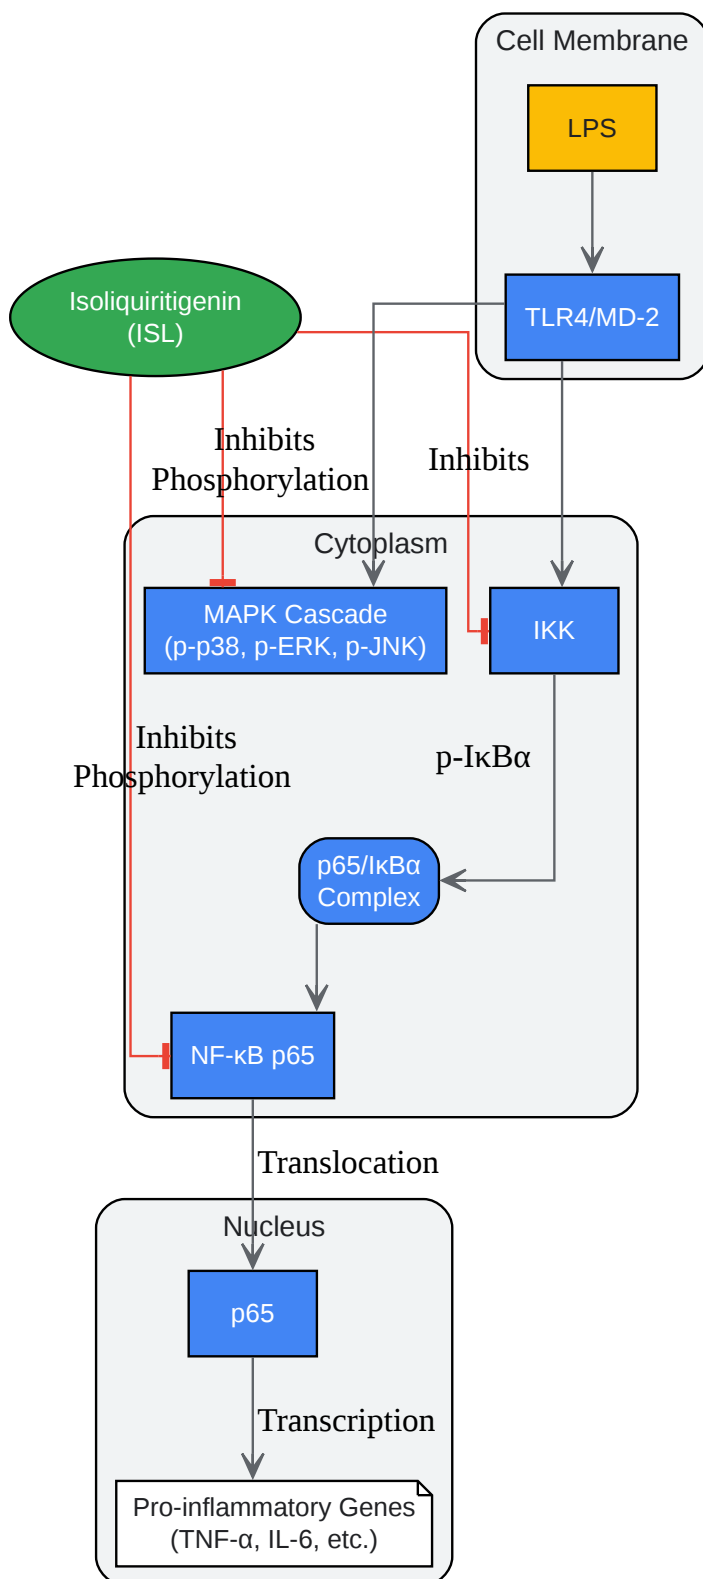 Cell Membrane
LPS
Isoliquiritigenin
(ISL)
TLR4/MD-2
Inhibits
Phosphorylation
Inhibits
Cytoplasm
MAPK Cascade
(p-p38, p-ERK, p-JNK)
IKK
Inhibits
Phosphorylation
p-IκBα
p65/IκBα
Complex
NF-κB p65
Translocation
Nucleus
p65
Transcription
Pro-inflammatory Genes
(TNF-α, IL-6, etc.)